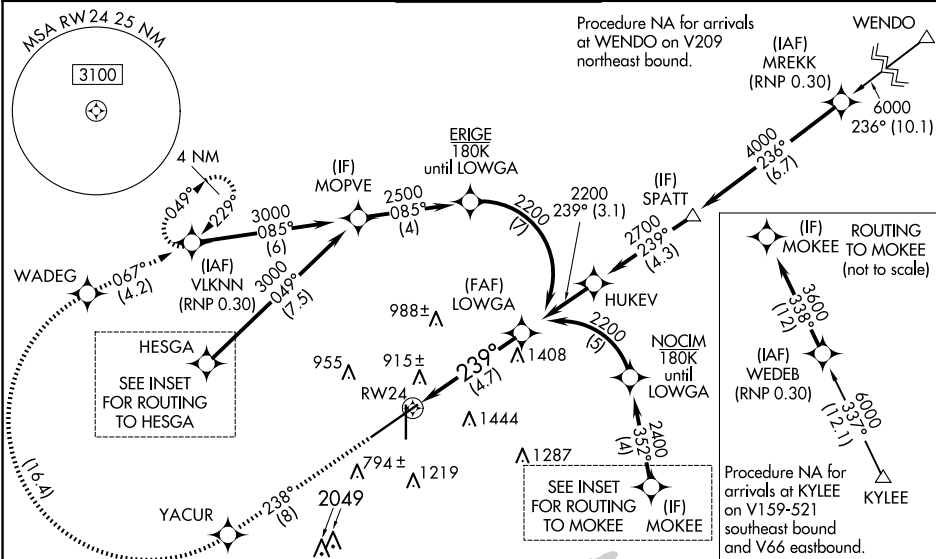 MSA RW24 25 NM
3100
Procedure NA for arrivals
at WENDO on V209
northeast bound.
WENDO
(IAF)
MREKK
(RNP 0.30)
6000
236° (10.1)
4000
236°
(6.7)
ERIGE
180K
until LOWGA
4 NM
049°
229°
(IF)
MOPVE
3000
085°
(6)
2500
085°
(4)
2200
(7)
2200
239° (3.1)
(IF)
SPATT
2700
239°
(4.3)
HUKEV
WADEG
067°
(4.2)
(IAF)
VLKNN
(RNP 0.30)
3000
049°
(7.5)
(FAF)
LOWGA
988±
HESGA
SEE INSET
FOR ROUTING
TO HESGA
955
915±
RW24
239°
(4.7)
1408
2200
(5)
NOCIM
180K
until
LOWGA
1444
794±
1219
1287
2049
238°
(8)
YACUR
(16.4)
2400
352°
(4)
SEE INSET
FOR ROUTING
TO MOKEE
(IF)
MOKEE
(IF)
MOKEE
ROUTING
TO MOKEE
(not to scale)
3600
338°
(12)
(IAF)
WEDEB
(RNP 0.30)
6000
337°
(12.1)
KYLEE
Procedure NA for
arrivals at KYLEE
on V159-521
southeast bound
and V66 eastbound.